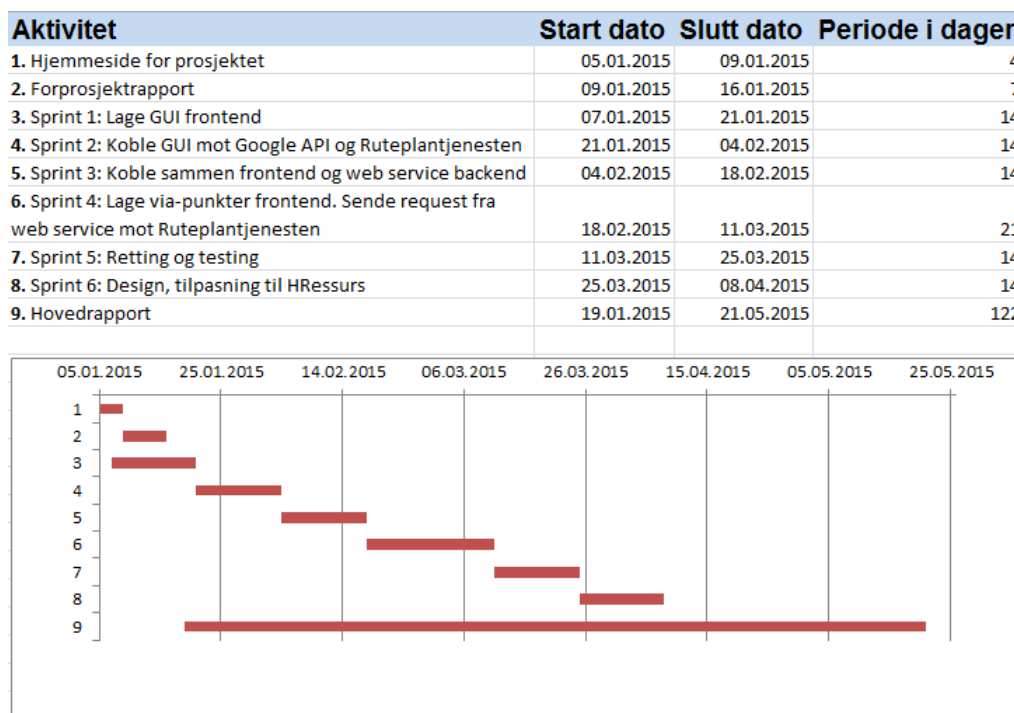 Aktivitet Start dato Slutt dato Periode i dager
1. Hjemmeside for prosjektet 05.01.2015 09.01.2015 4
2. Forprosjektrapport 09.01.2015 16.01.2015 7
3. Sprint 1: Lage GUI frontend 07.01.2015 21.01.2015 14
4. Sprint 2: Koble GUI mot Google API og Ruteplantjenesten 21.01.2015 04.02.2015 14
5. Sprint 3: Koble sammen frontend og web service backend 04.02.2015 18.02.2015 14
6. Sprint 4: Lage via-punkter frontend. Sende request fra
web service mot Ruteplantjenesten 18.02.2015 11.03.2015 21
7. Sprint 5: Retting og testing 11.03.2015 25.03.2015 14
8. Sprint 6: Design, tilpasning til HRessurs 25.03.2015 08.04.2015 14
9. Hovedrapport 19.01.2015 21.05.2015 122
05.01.2015 25.01.2015 14.02.2015 06.03.2015 26.03.2015 15.04.2015 05.05.2015 25.05.2015
1
2
3
4
5
6
7
8
9